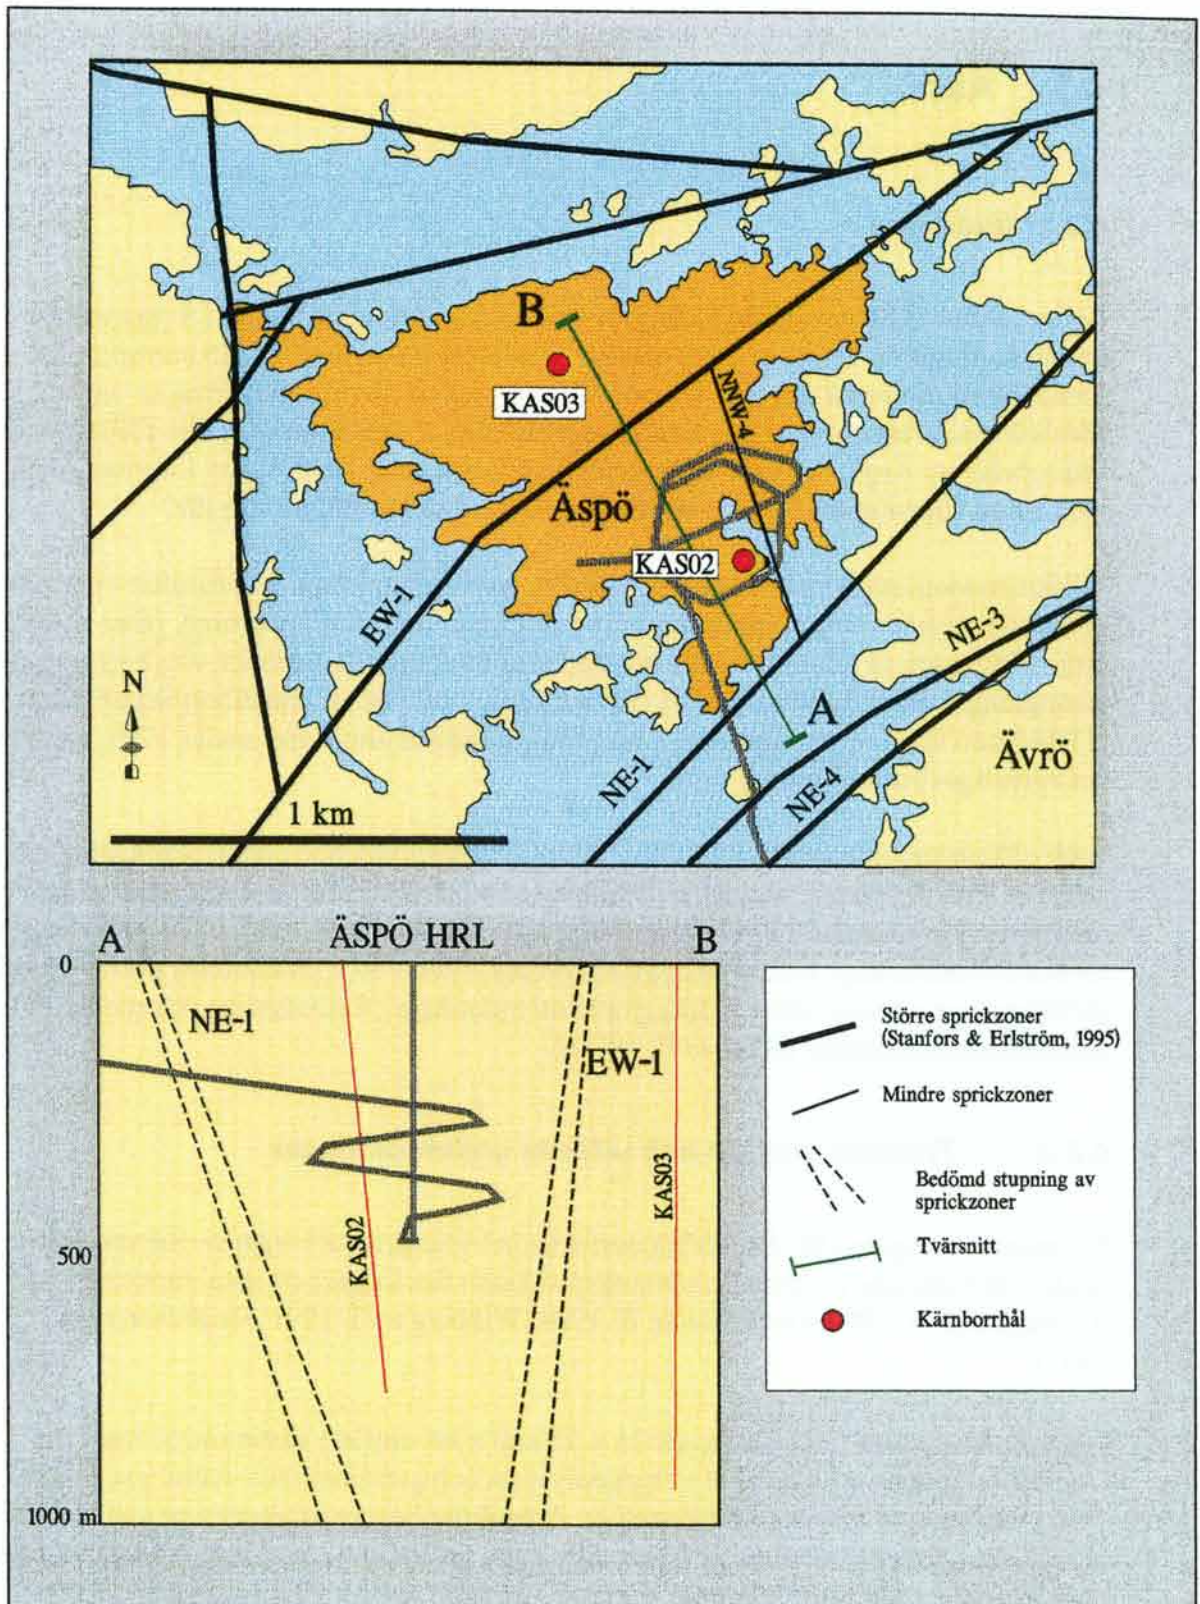 B
KAS03
NNW-4
Äspö
KAS02
EW-1
NE-3
N
A
Ävrö
NE-1
NE-4
1 km
A
ÄSPÖ HRL
B
0
NE-1
EW-1
KAS02
KAS03
500
1000 m
Större sprickzoner
(Stanfors & Erlström, 1995)
Mindre sprickzoner
Bedömd stupning av
sprickzoner
Tvärsnitt
Kärnborrhål